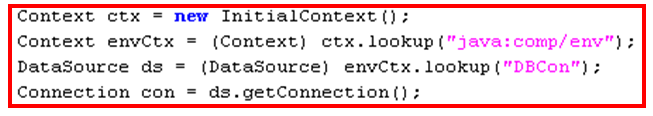 Context ctx = new InitialContext();
Context envCtx = (Context) ctx.lookup("java:comp/env");
DataSource ds = (DataSource) envCtx.lookup("DBCon");
Connection con = ds.getConnection();